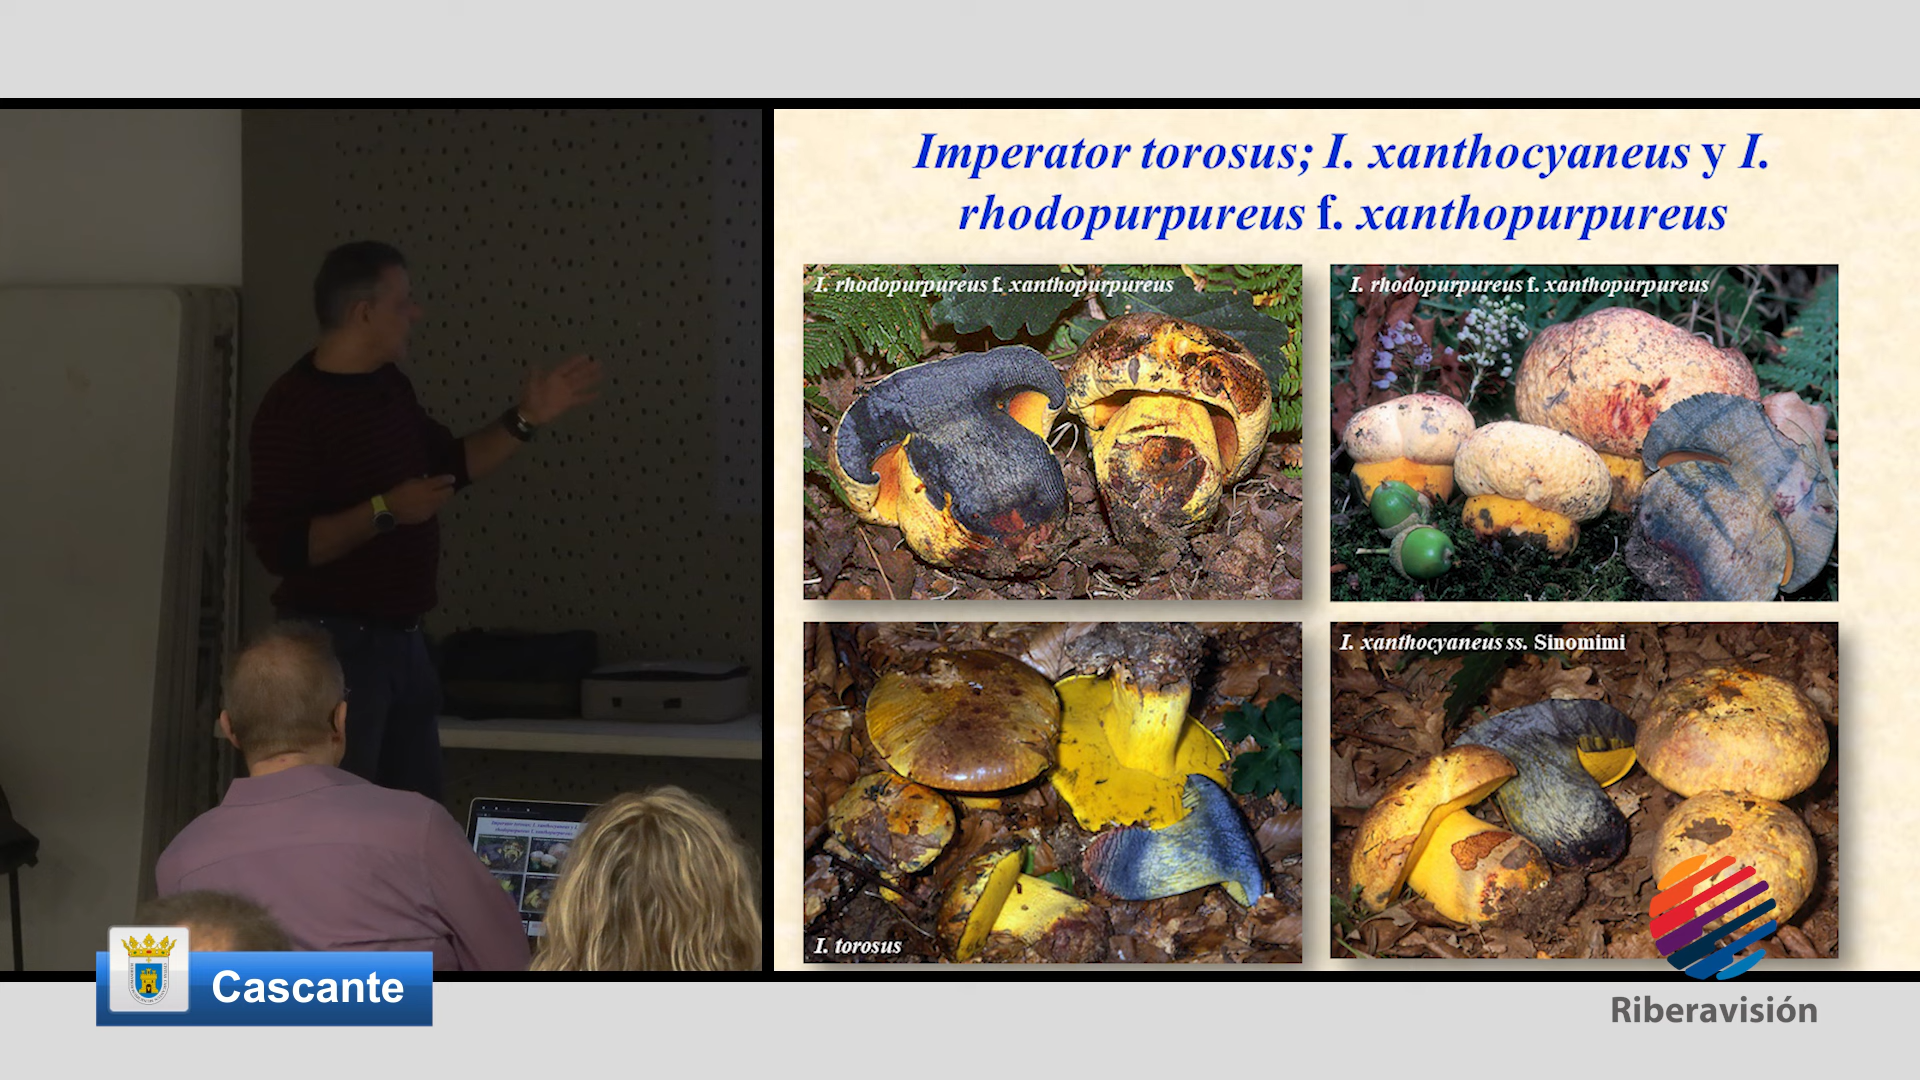 Imperator torosus; I. xanthocyaneus y I.
rhodopurpureus f. xanthopurpureus
I. rhodopurpureus f. xanthopurpureus
I. rhodopurpureus f. xanthopurpureus
I. torosus
I. xanthocyaneus ss. Sinomimi
Cascante
Riberavisión